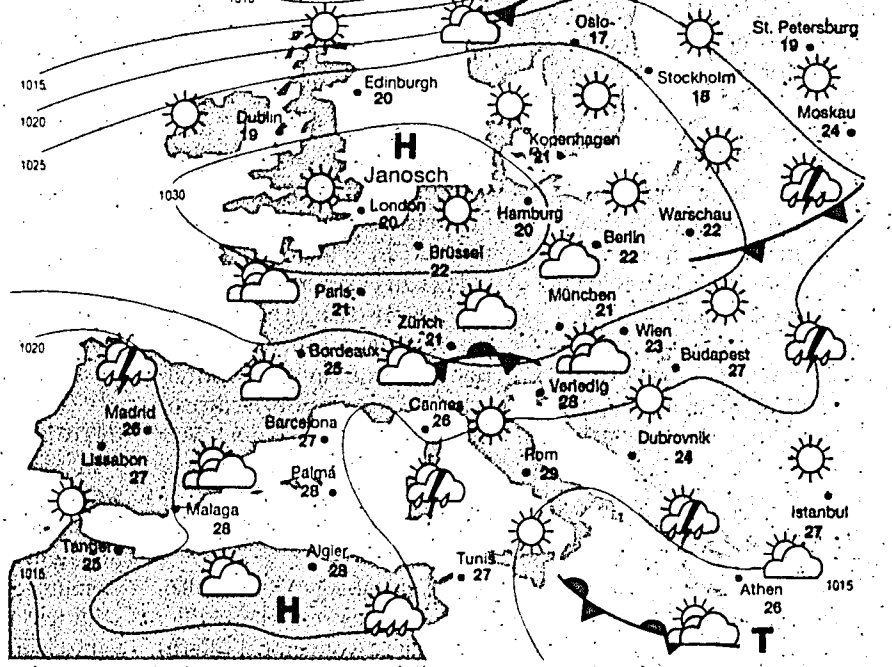 Oslo
17
St. Petersburg
19
1015
Stockholm
18
Edinburgh
20
1020
Moskau
24
Dublin
19
Kopenhagen
21
H
Janosch
1025
1030
London
20
Hamburg
20
Warschau
22
Berlin
22
Brüssel
22
Paris
21
München
21
Zürich
21
Wien
23
1020
Bordeaux
25
Budapest
27
Venedig
28
Madrid
26
Cannes
26
Barcelona
27
Dubrovnik
24
Lissabon
27
Rom
29
Palma
28
Malaga
28
Istanbul
27
Tanger
25
Algier
28
Tunis
27
1015
1015
Athen
26
H
T